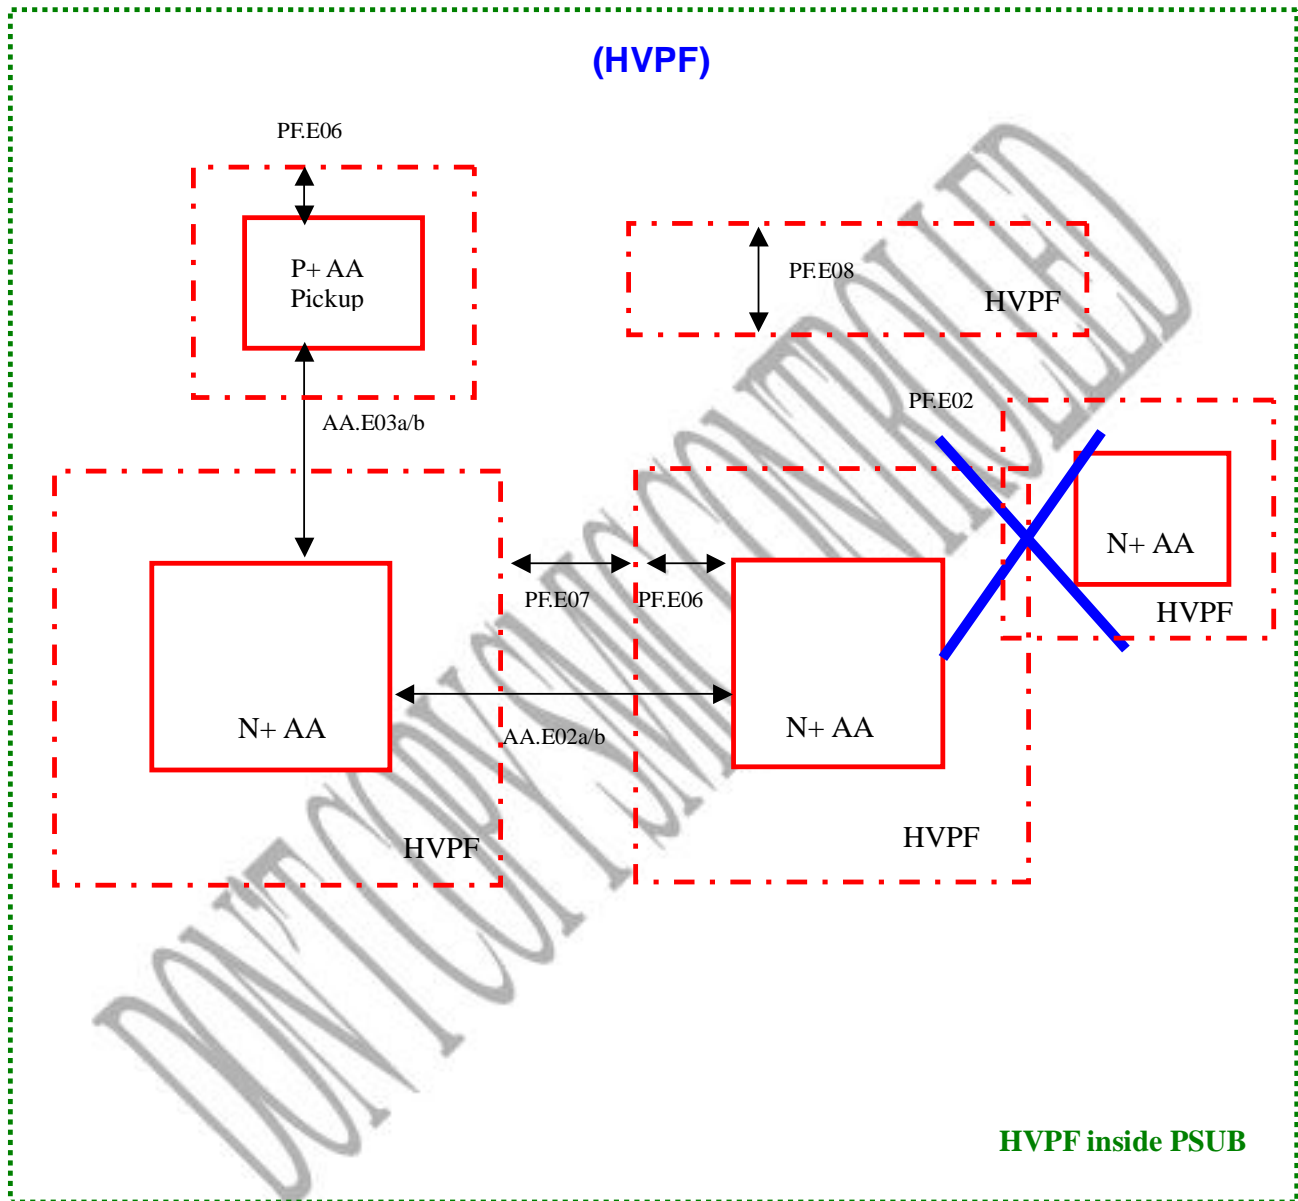 (HVPF)
PF.E06
P+ AA
Pickup
PF.E08
HVPF
AA.E03a/b
PF.E02
N+ AA
HVPF
PF.E07
PF.E06
N+ AA
AA.E02a/b
N+ AA
HVPF
HVPF
DON'T COPY SMIC CONTROLLED
HVPF inside PSUB